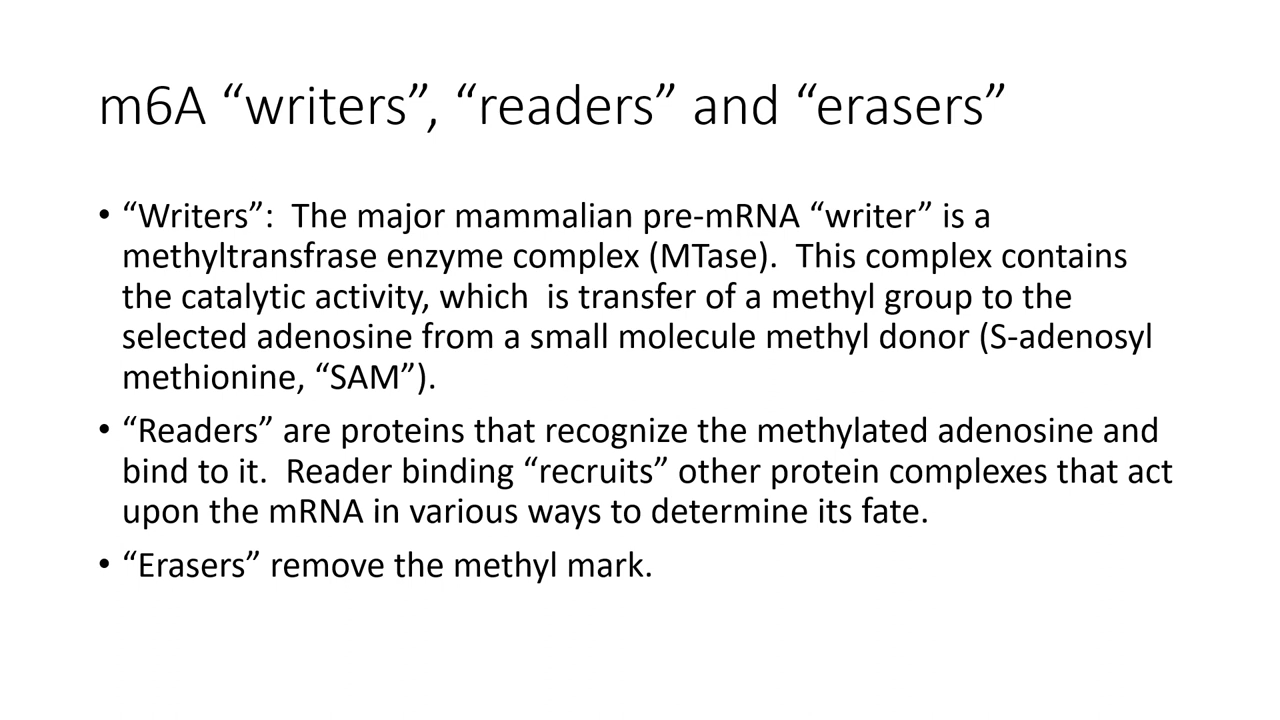 m6A “writers”, “readers” and “erasers”
• “Writers”:  The major mammalian pre-mRNA “writer” is a
methyltransfrase enzyme complex (MTase).  This complex contains
the catalytic activity, which  is transfer of a methyl group to the
selected adenosine from a small molecule methyl donor (S-adenosyl
methionine, “SAM”).
• “Readers” are proteins that recognize the methylated adenosine and
bind to it.  Reader binding “recruits” other protein complexes that act
upon the mRNA in various ways to determine its fate.
• “Erasers” remove the methyl mark.